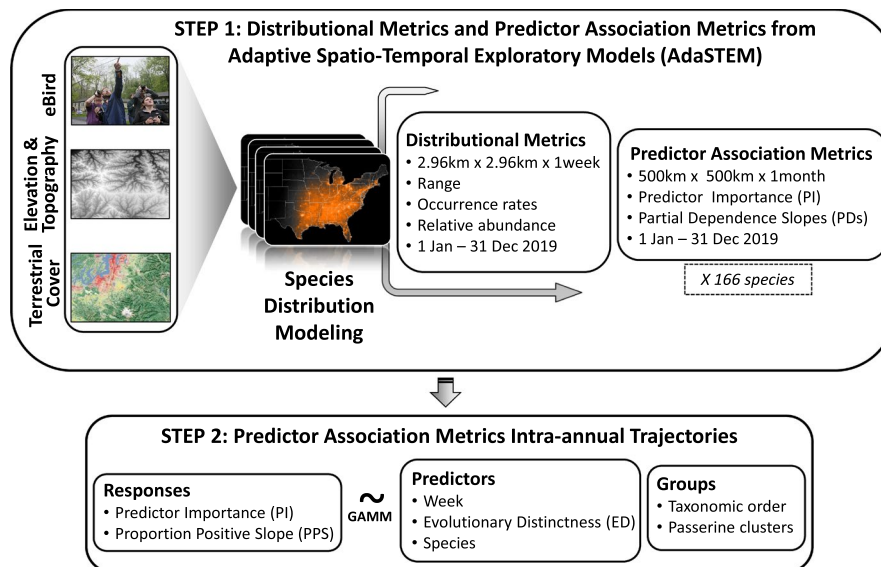 STEP 1: Distributional Metrics and Predictor Association Metrics from
Adaptive Spatio-Temporal Exploratory Models (AdaSTEM)
eBird
Elevation &
Topography
Terrestrial
Cover
Species
Distribution
Modeling
Distributional Metrics
• 2.96km x 2.96km x 1week
• Range
• Occurrence rates
• Relative abundance
• 1 Jan – 31 Dec 2019
Predictor Association Metrics
• 500km x 500km x 1month
• Predictor Importance (PI)
• Partial Dependence Slopes (PDs)
• 1 Jan – 31 Dec 2019
X 166 species
STEP 2: Predictor Association Metrics Intra-annual Trajectories
Responses
• Predictor Importance (PI)
• Proportion Positive Slope (PPS)
~
GAMM
Predictors
• Week
• Evolutionary Distinctness (ED)
• Species
Groups
• Taxonomic order
• Passerine clusters